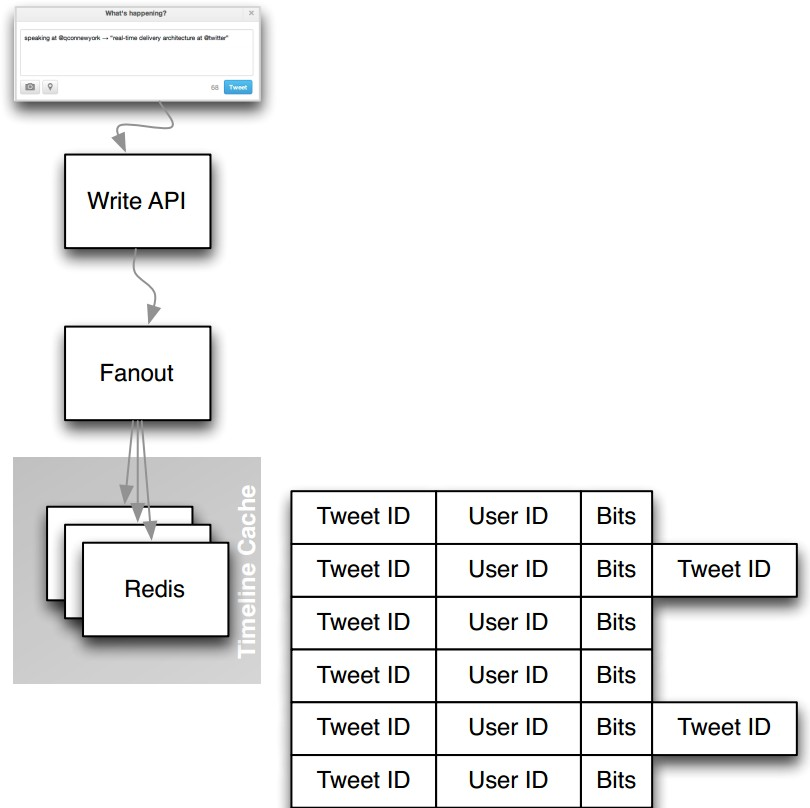 What's happening?
speaking at @qconnewyork → "real-time delivery architecture at @twitter"
68 Tweet
Write API
Fanout
Redis
Timeline Cache
Tweet ID User ID Bits
Tweet ID User ID Bits Tweet ID
Tweet ID User ID Bits
Tweet ID User ID Bits
Tweet ID User ID Bits Tweet ID
Tweet ID User ID Bits